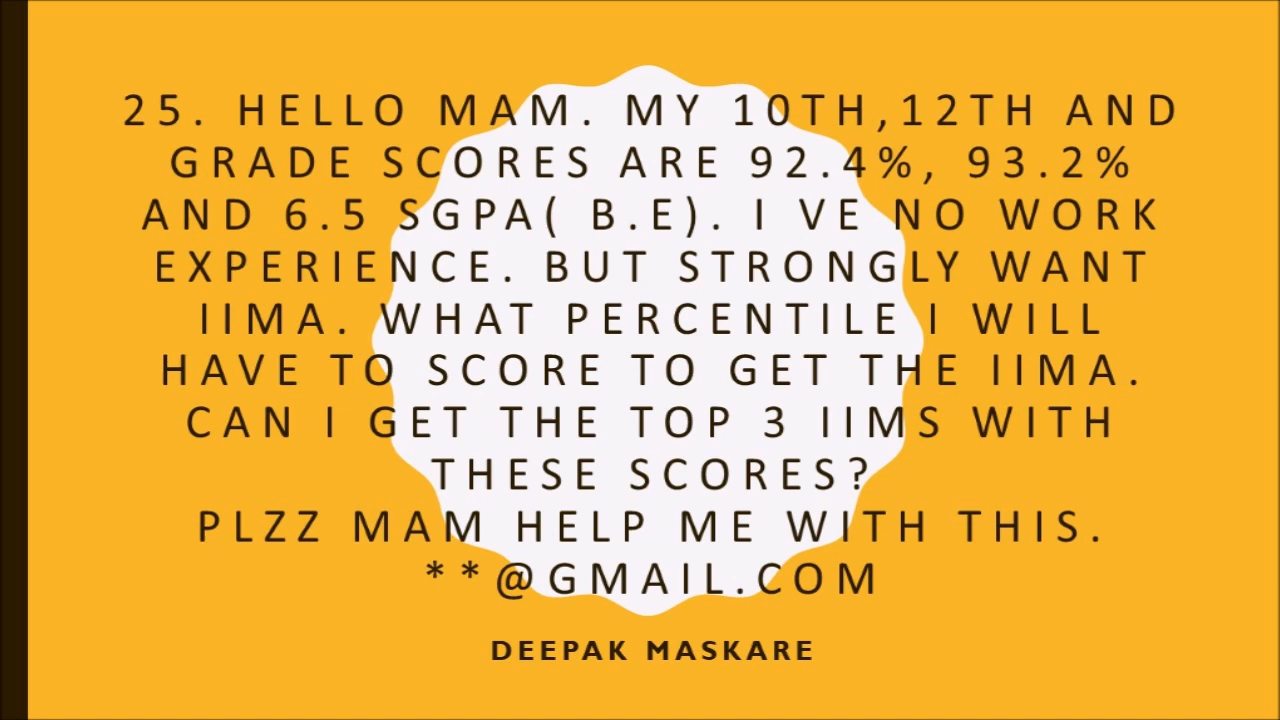 25. HELLO MAM. MY 10TH,12TH AND
GRADE SCORES ARE 92.4%, 93.2%
AND 6.5 SGPA( B.E). I VE NO WORK
EXPERIENCE. BUT STRONGLY WANT
IIMA. WHAT PERCENTILE I WILL
HAVE TO SCORE TO GET THE IIMA.
CAN I GET THE TOP 3 IIMS WITH
THESE SCORES?
PLZZ MAM HELP ME WITH THIS.
**@GMAIL.COM
DEEPAK MASKARE